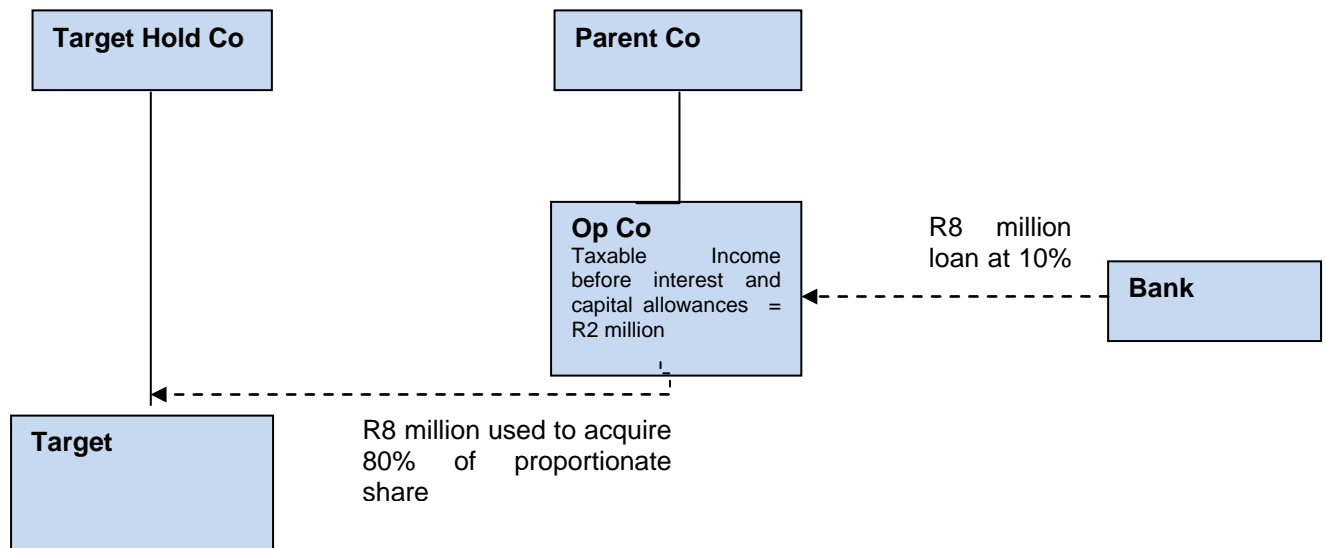 Target Hold Co
Parent Co
Op Co
Taxable Income
before interest and
capital allowances =
R2 million
R8 million
loan at 10%
Bank
Target
R8 million used to acquire
80% of proportionate
share